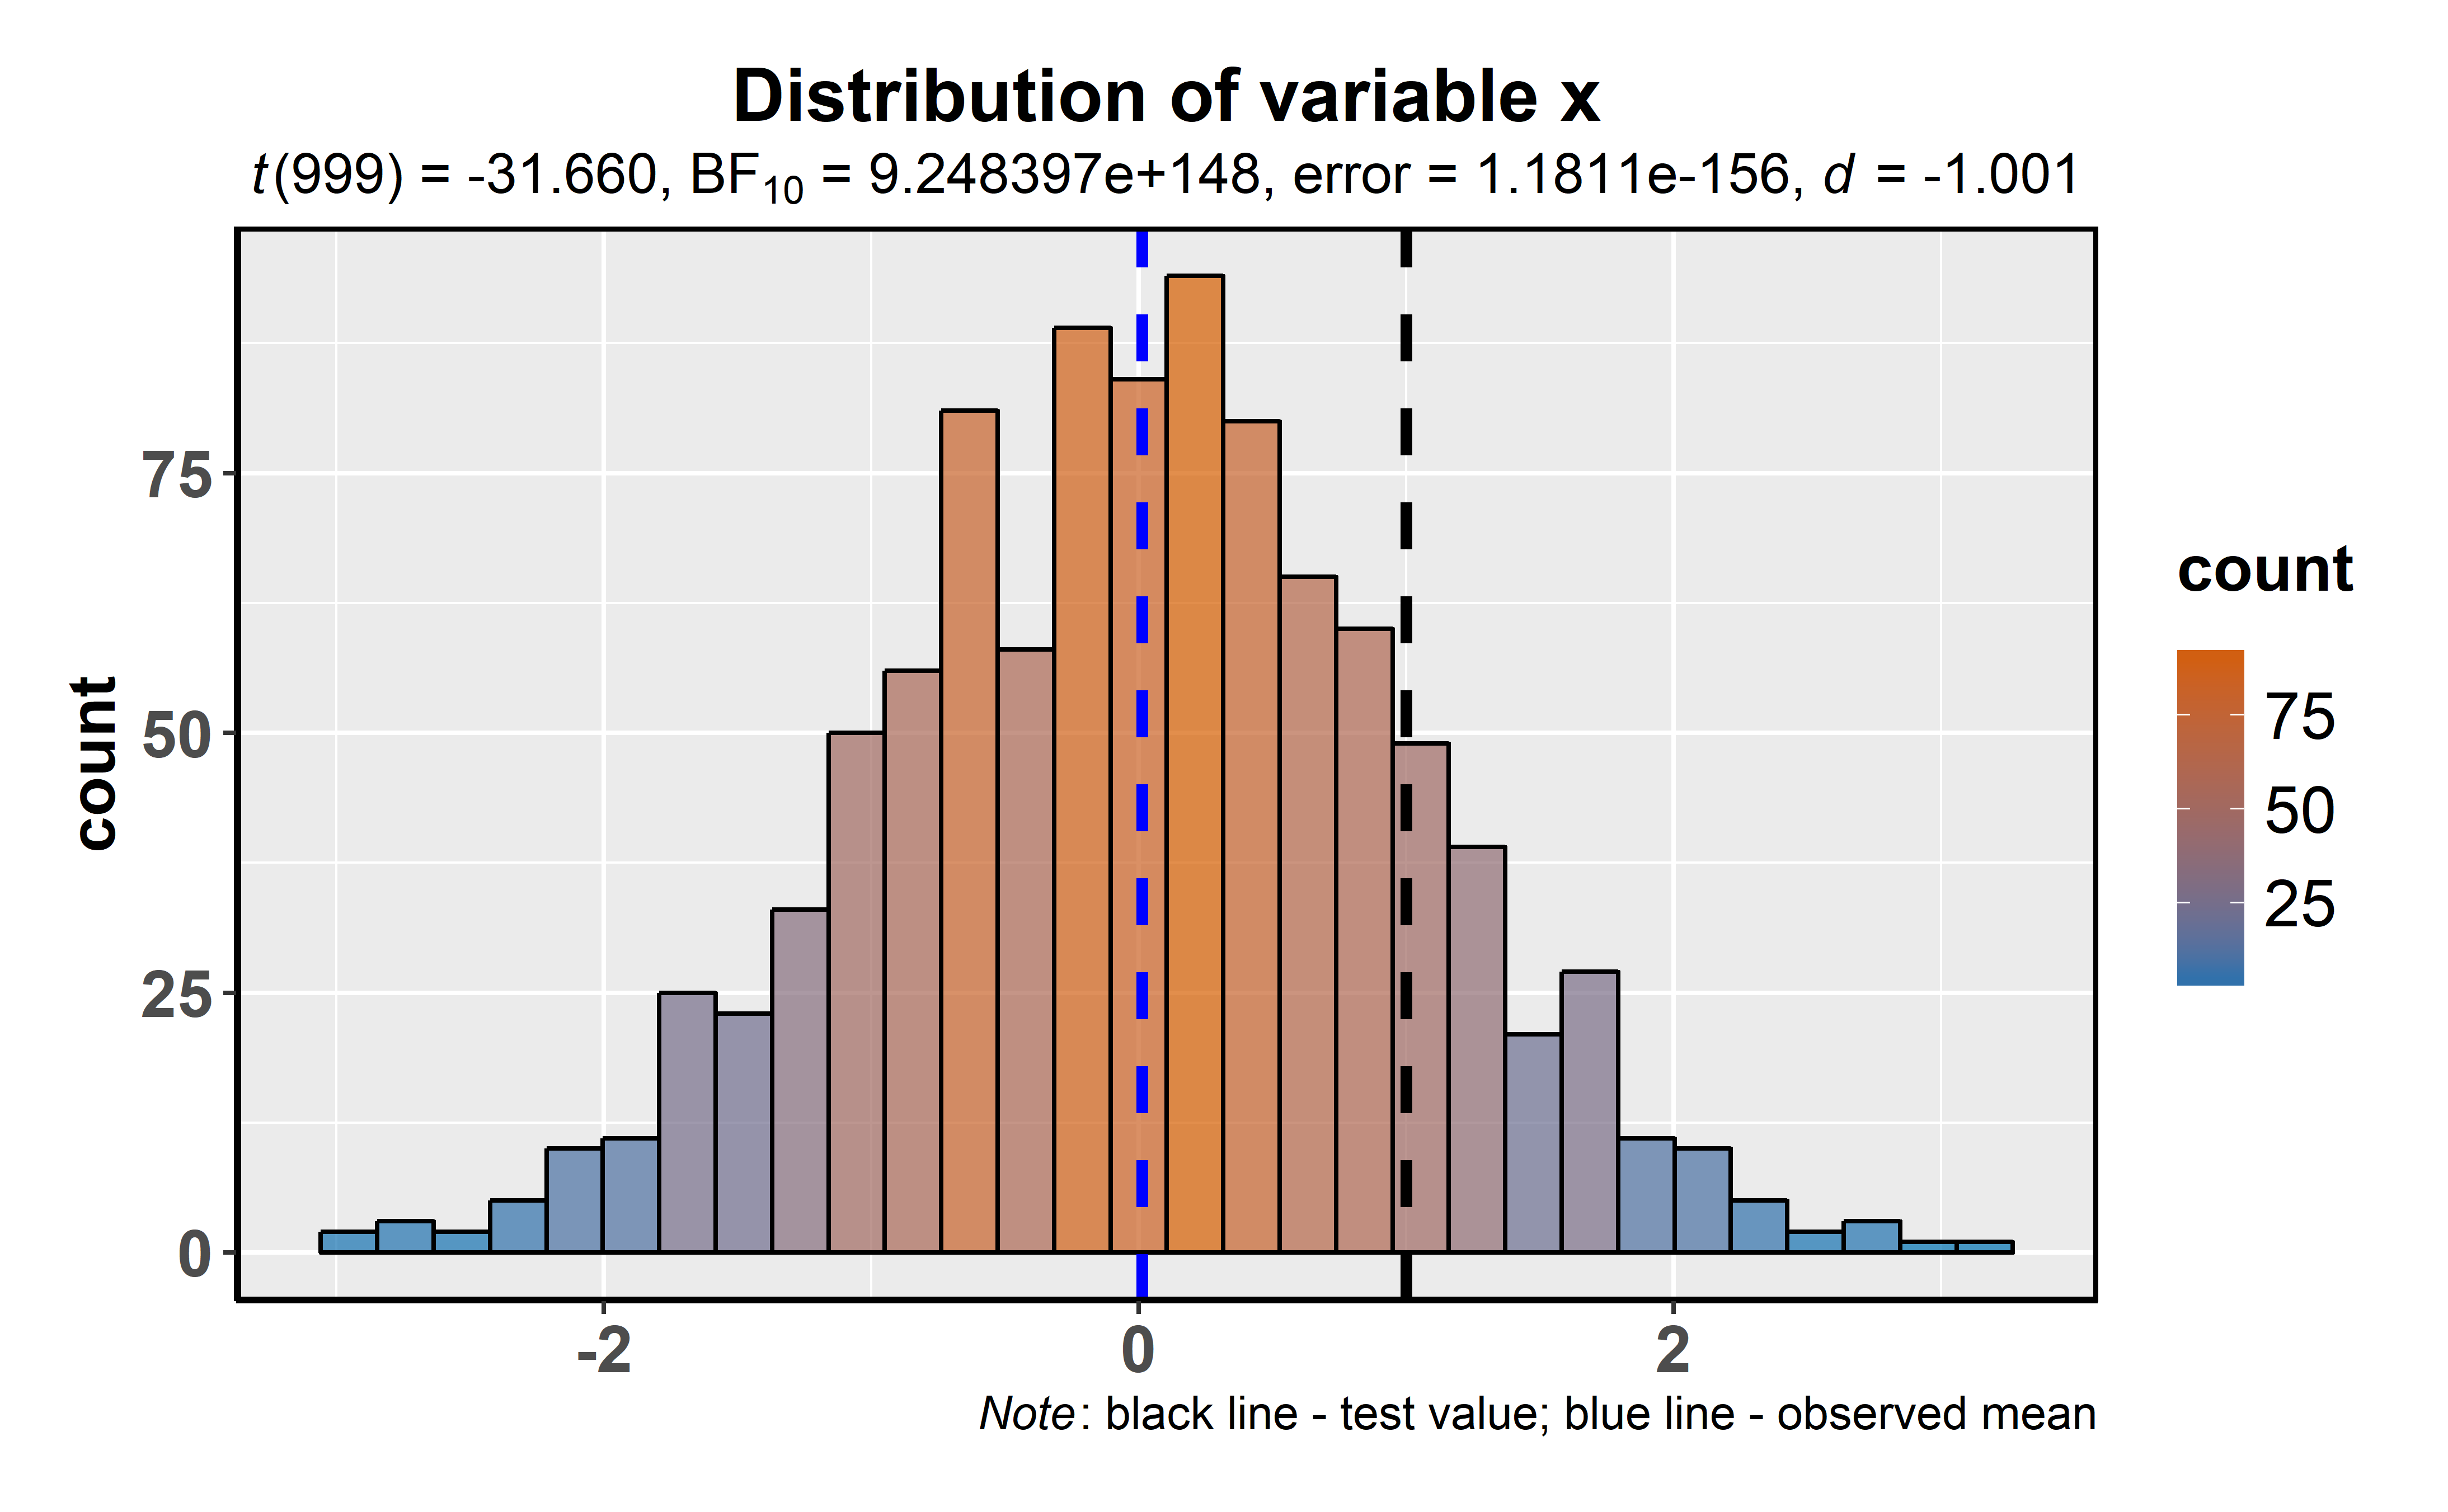 Distribution of variable x
t(999) = -31.660, BF₁₀ = 9.248397e+148, error = 1.1811e-156, d = -1.001
count
75
50
25
0
-2 0 2
count
75
50
25
Note: black line - test value; blue line - observed mean